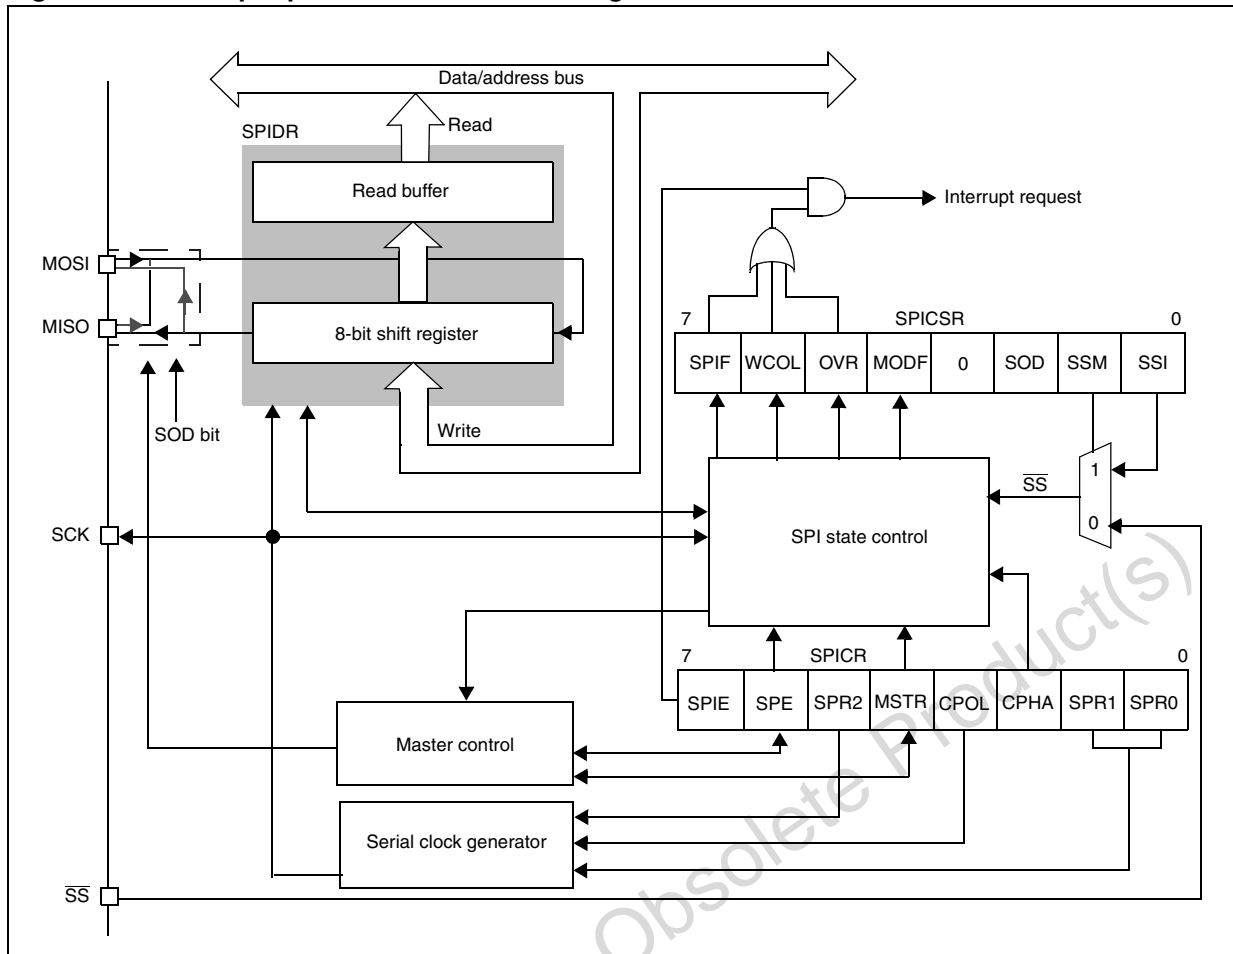 Data/address bus
SPIDR
Read
Read buffer
Interrupt request
MOSI
MISO
8-bit shift register
7 SPICSR 0
SPIF WCOL OVR MODF 0 SOD SSM SSI
SOD bit
Write
1
SS
0
SCK
SPI state control
7 SPICR 0
SPIE SPE SPR2 MSTR CPOL CPHA SPR1 SPR0
Master control
Serial clock generator
SS
Obsolete Product(s)